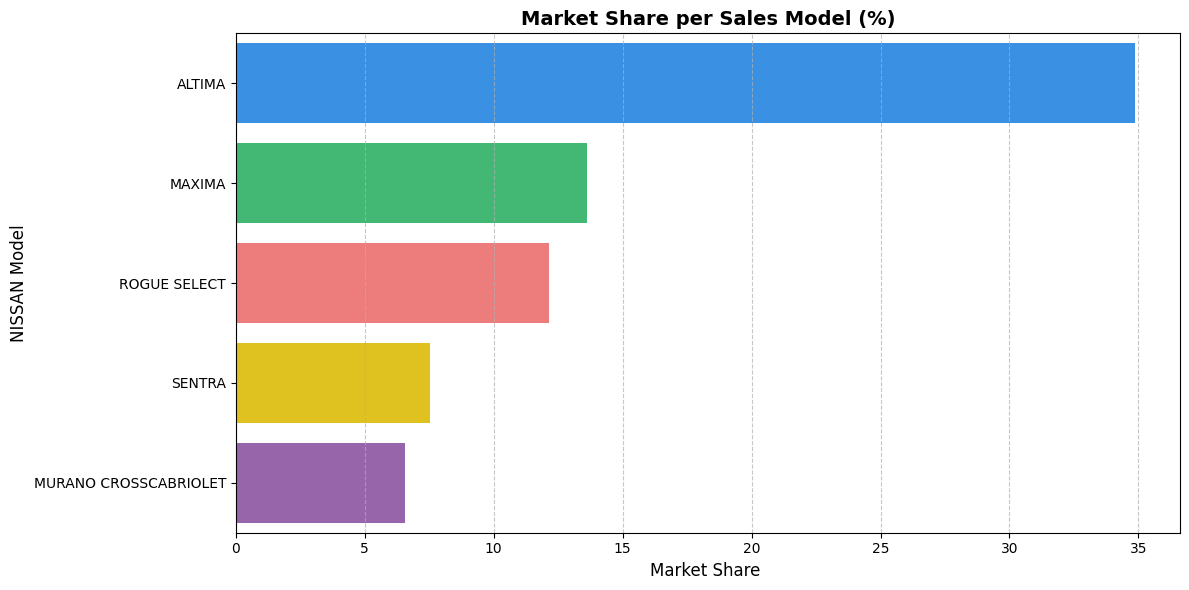 Market Share per Sales Model (%)
NISSAN Model
ALTIMA
MAXIMA
ROGUE SELECT
SENTRA
MURANO CROSSCABRIOLET
0 5 10 15 20 25 30 35
Market Share